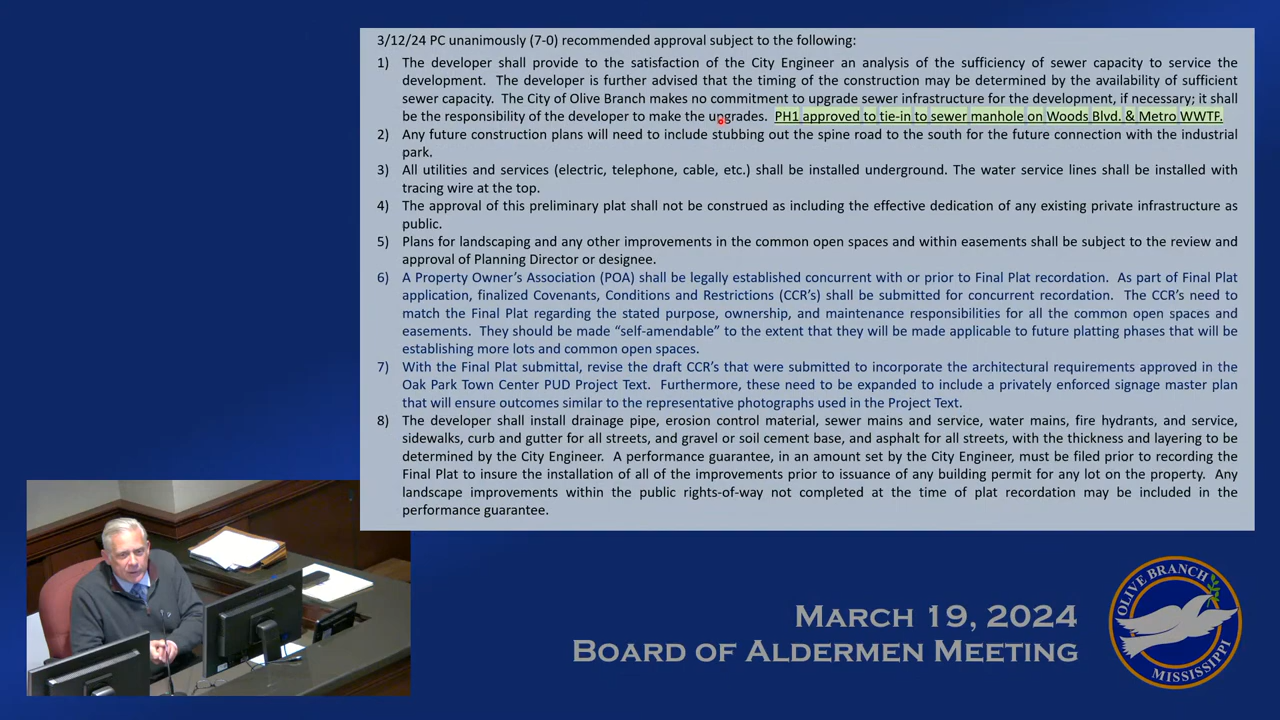 3/12/24 PC unanimously (7-0) recommended approval subject to the following:
1) The developer shall provide to the satisfaction of the City Engineer an analysis of the sufficiency of sewer capacity to service the
development. The developer is further advised that the timing of the construction may be determined by the availability of sufficient
sewer capacity. The City of Olive Branch makes no commitment to upgrade sewer infrastructure for the development, if necessary; it shall
be the responsibility of the developer to make the upgrades. PH1 approved to tie-in to sewer manhole on Woods Blvd. & Metro WWTP.
2) Any future construction plans will need to include stubbing out the spine road to the south for the future connection with the industrial
park.
3) All utilities and services (electric, telephone, cable, etc.) shall be installed underground. The water service lines shall be installed with
tracing wire at the top.
4) The approval of this preliminary plat shall not be construed as including the effective dedication of any existing private infrastructure as
public.
5) Plans for landscaping and any other improvements in the common open spaces and within easements shall be subject to the review and
approval of Planning Director or designee.
6) A Property Owner's Association (POA) shall be legally established concurrent with or prior to Final Plat recordation. As part of Final Plat
application, finalized Covenants, Conditions and Restrictions (CCR's) shall be submitted for concurrent recordation. The CCR's need to
match the Final Plat regarding the stated purpose, ownership, and maintenance responsibilities for all the common open spaces and
easements. They should be made “self-amendable” to the extent that they will be made applicable to future platting phases that will be
establishing more lots and common open spaces.
7) With the Final Plat submittal, revise the draft CCR's that were submitted to incorporate the architectural requirements approved in the
Oak Park Town Center PUD Project Text. Furthermore, these need to be expanded to include a privately enforced signage master plan
that will ensure outcomes similar to the representative photographs used in the Project Text.
8) The developer shall install drainage pipe, erosion control material, sewer mains and service, water mains, fire hydrants, and service,
sidewalks, curb and gutter for all streets, and gravel or soil cement base, and asphalt for all streets, with the thickness and layering to be
determined by the City Engineer. A performance guarantee, in an amount set by the City Engineer, must be filed prior to recording the
Final Plat to insure the installation of all of the improvements prior to issuance of any building permit for any lot on the property. Any
landscape improvements within the public rights-of-way not completed at the time of plat recordation may be included in the
performance guarantee.
MARCH 19, 2024
BOARD OF ALDERMEN MEETING
OLIVE BRANCH
MISSISSIPPI